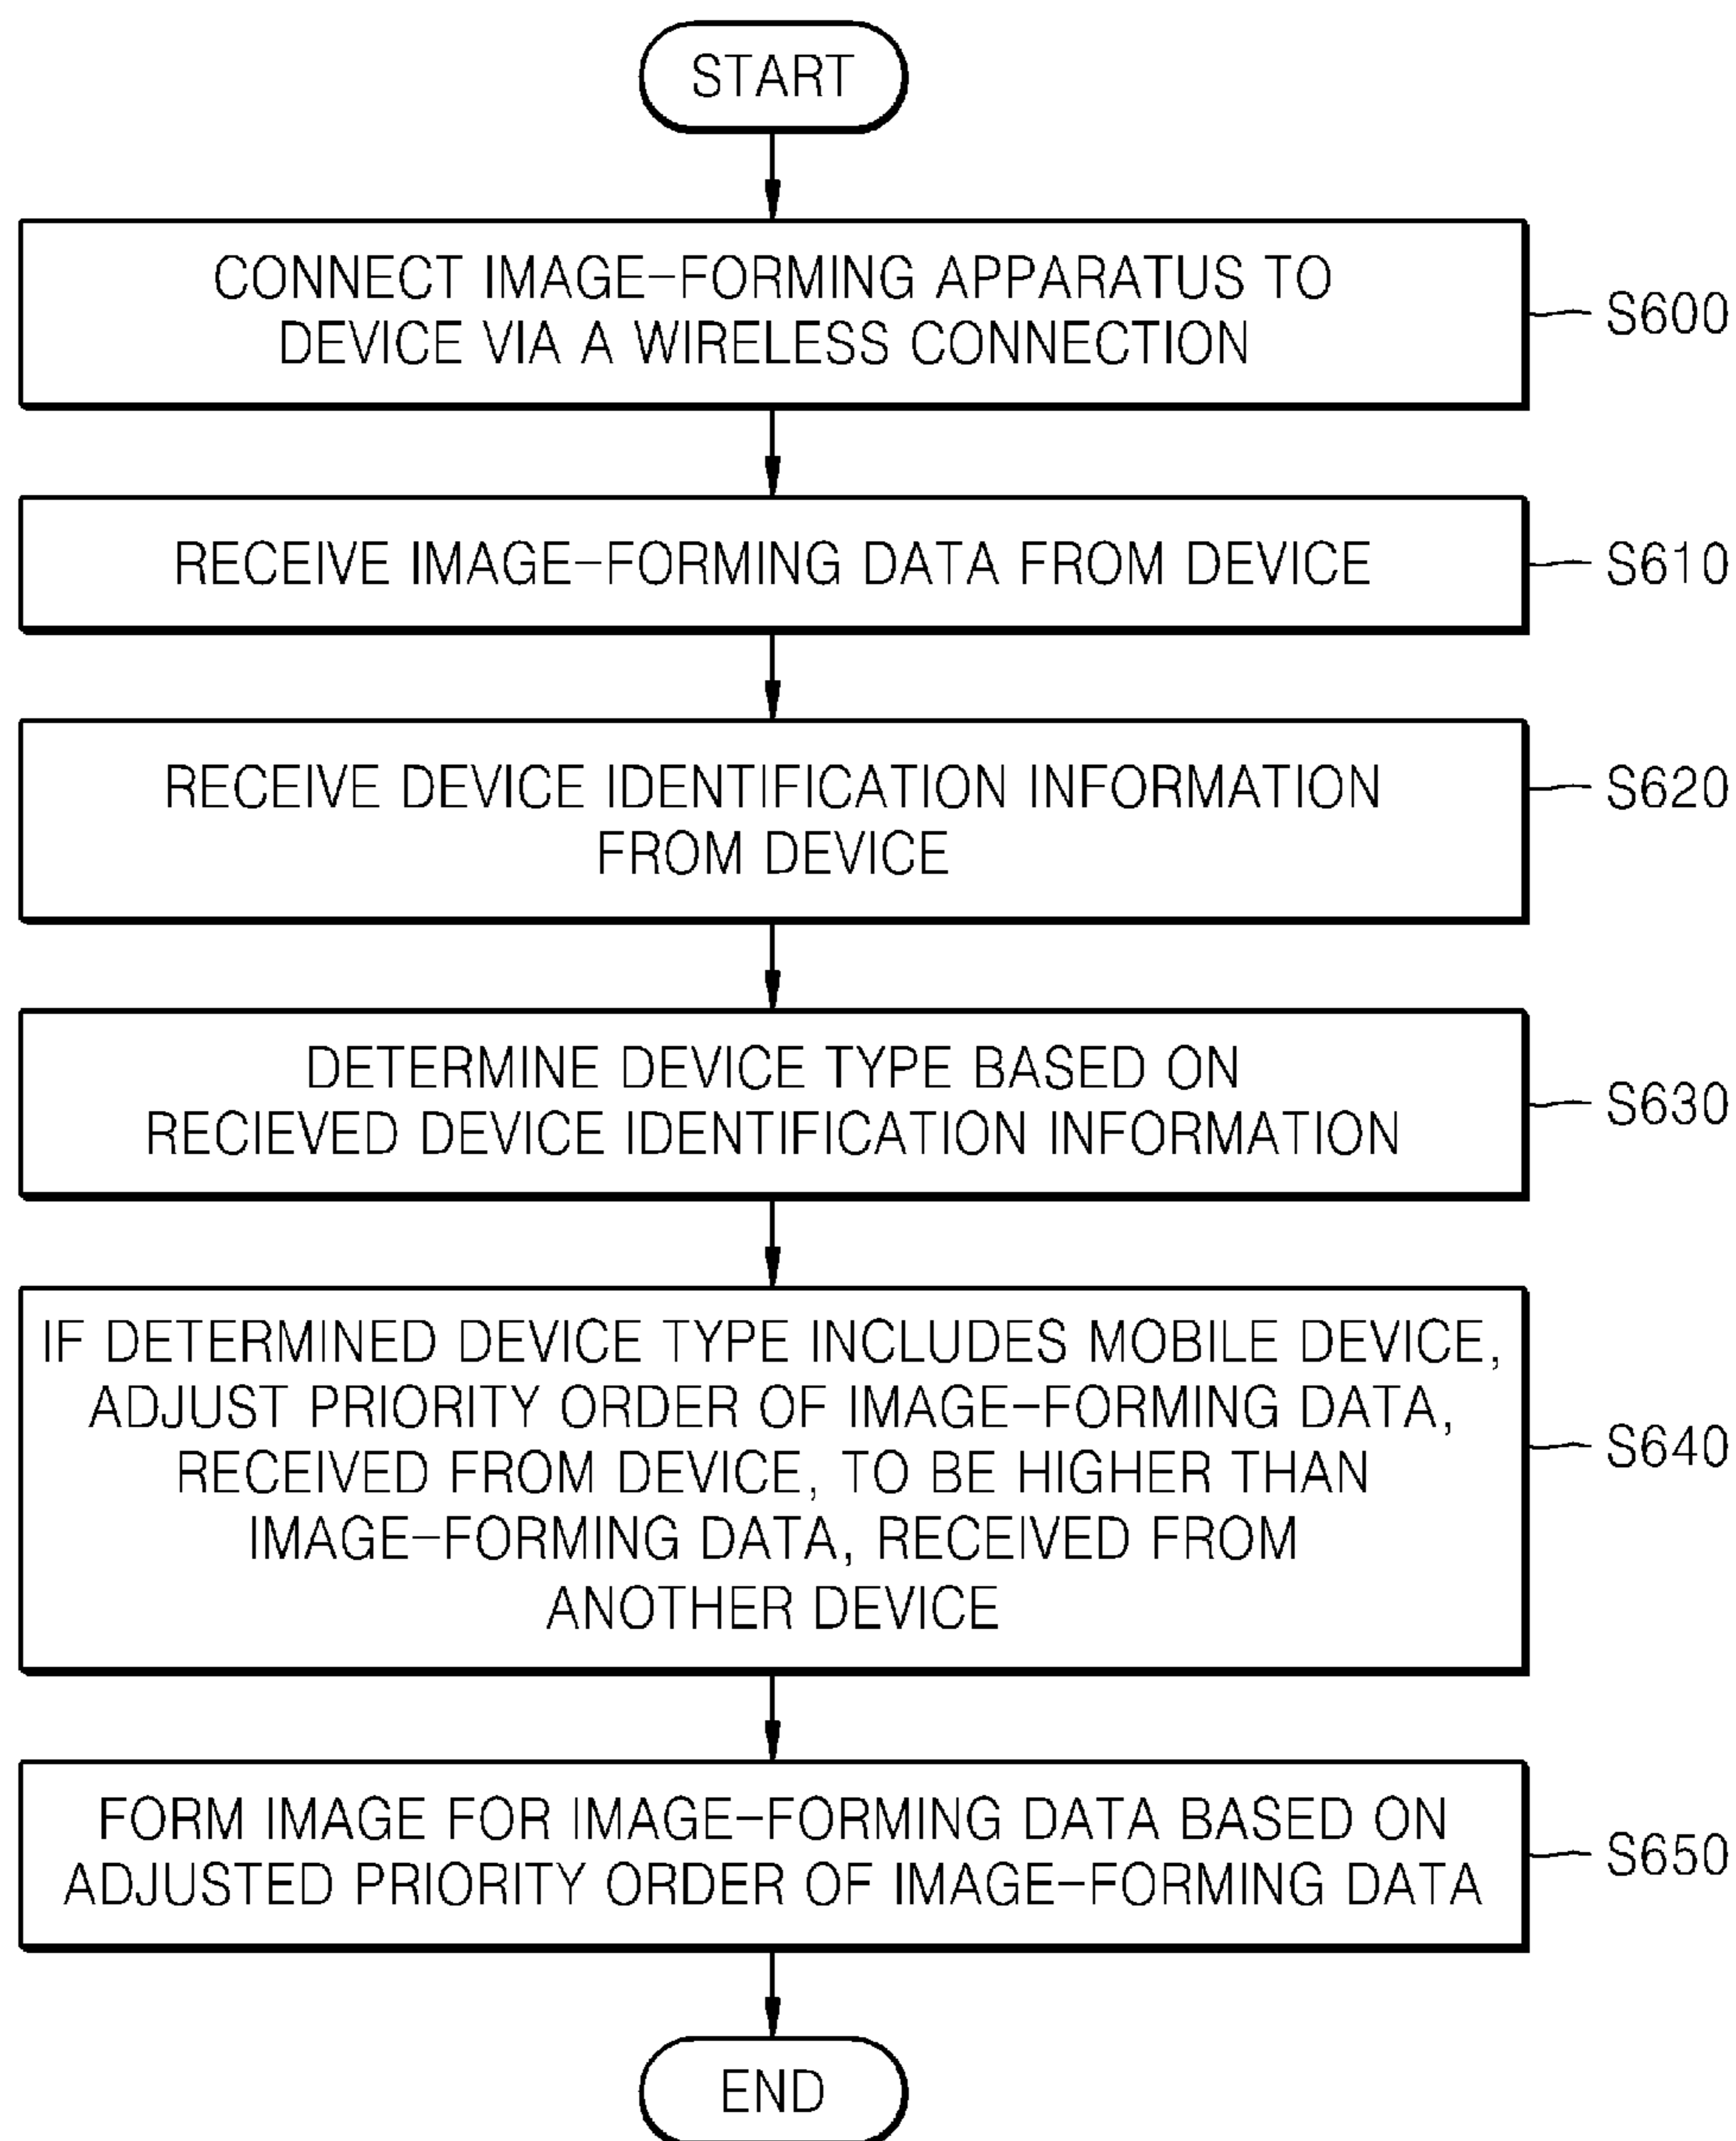 START
CONNECT IMAGE-FORMING APPARATUS TO
DEVICE VIA A WIRELESS CONNECTION
S600
RECEIVE IMAGE-FORMING DATA FROM DEVICE
S610
RECEIVE DEVICE IDENTIFICATION INFORMATION
FROM DEVICE
S620
DETERMINE DEVICE TYPE BASED ON
RECIEVED DEVICE IDENTIFICATION INFORMATION
S630
IF DETERMINED DEVICE TYPE INCLUDES MOBILE DEVICE,
ADJUST PRIORITY ORDER OF IMAGE-FORMING DATA,
RECEIVED FROM DEVICE, TO BE HIGHER THAN
IMAGE-FORMING DATA, RECEIVED FROM
ANOTHER DEVICE
S640
FORM IMAGE FOR IMAGE-FORMING DATA BASED ON
ADJUSTED PRIORITY ORDER OF IMAGE-FORMING DATA
S650
END